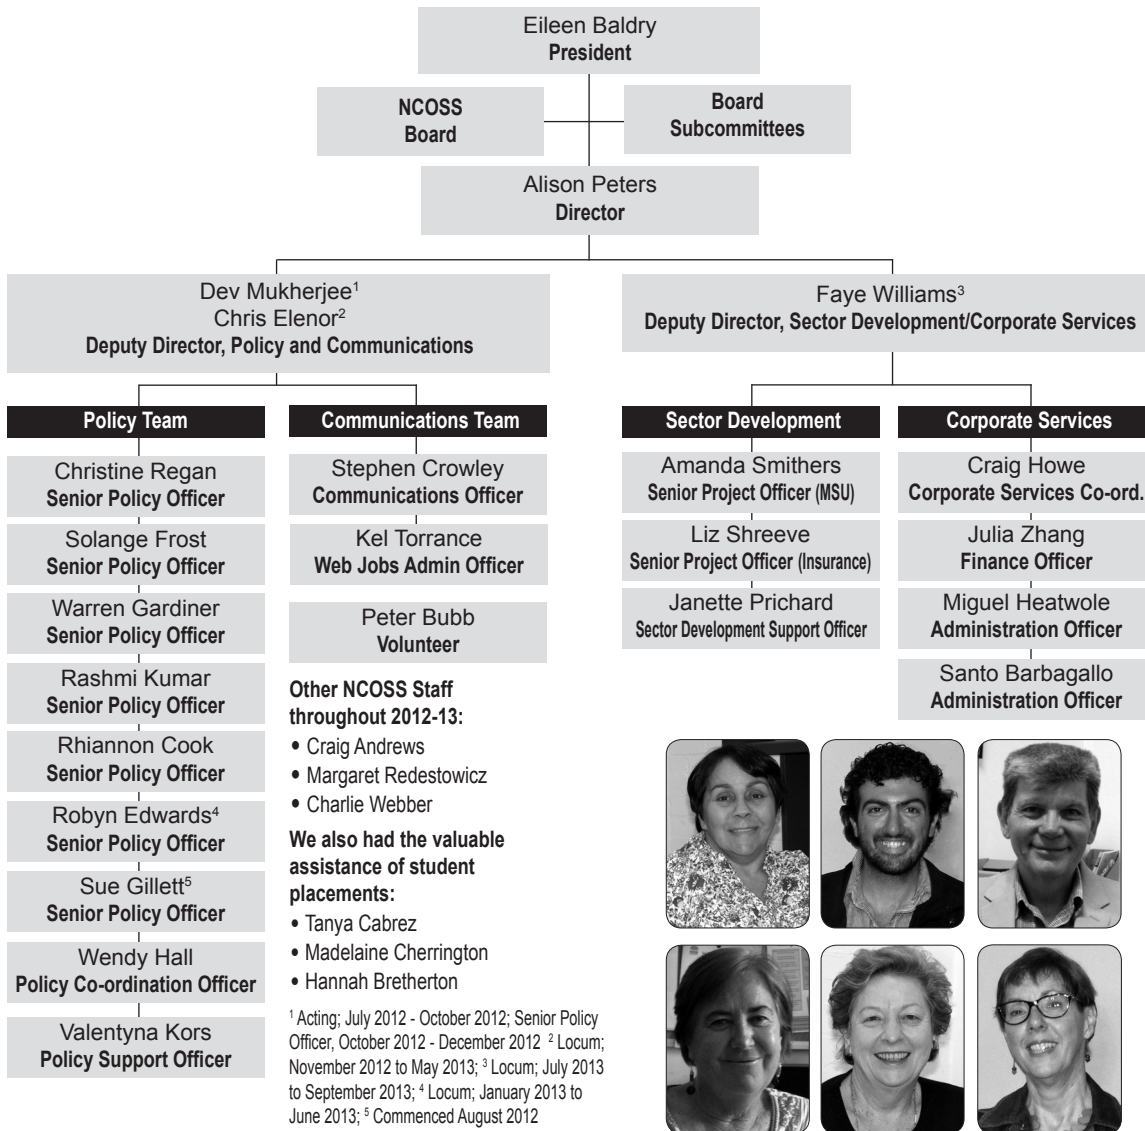 Eileen Baldry
President
NCOSS
Board
Board
Subcommittees
Alison Peters
Director
Dev Mukherjee¹
Chris Elenor²
Deputy Director, Policy and Communications
Faye Williams³
Deputy Director, Sector Development/Corporate Services
Policy Team
Christine Regan
Senior Policy Officer
Solange Frost
Senior Policy Officer
Warren Gardiner
Senior Policy Officer
Rashmi Kumar
Senior Policy Officer
Rhiannon Cook
Senior Policy Officer
Robyn Edwards⁴
Senior Policy Officer
Sue Gillett⁵
Senior Policy Officer
Wendy Hall
Policy Co-ordination Officer
Valentyna Kors
Policy Support Officer
Communications Team
Stephen Crowley
Communications Officer
Kel Torrance
Web Jobs Admin Officer
Peter Bubb
Volunteer
Other NCOSS Staff
throughout 2012-13:
• Craig Andrews
• Margaret Redestowicz
• Charlie Webber
We also had the valuable
assistance of student
placements:
• Tanya Cabrez
• Madelaine Cherrington
• Hannah Bretherton
¹ Acting; July 2012 - October 2012; Senior Policy
Officer, October 2012 - December 2012 ² Locum;
November 2012 to May 2013; ³ Locum; July 2013
to September 2013; ⁴ Locum; January 2013 to
June 2013; ⁵ Commenced August 2012
Sector Development
Amanda Smithers
Senior Project Officer (MSU)
Liz Shreeve
Senior Project Officer (Insurance)
Janette Prichard
Sector Development Support Officer
Corporate Services
Craig Howe
Corporate Services Co-ord.
Julia Zhang
Finance Officer
Miguel Heatwole
Administration Officer
Santo Barbagallo
Administration Officer